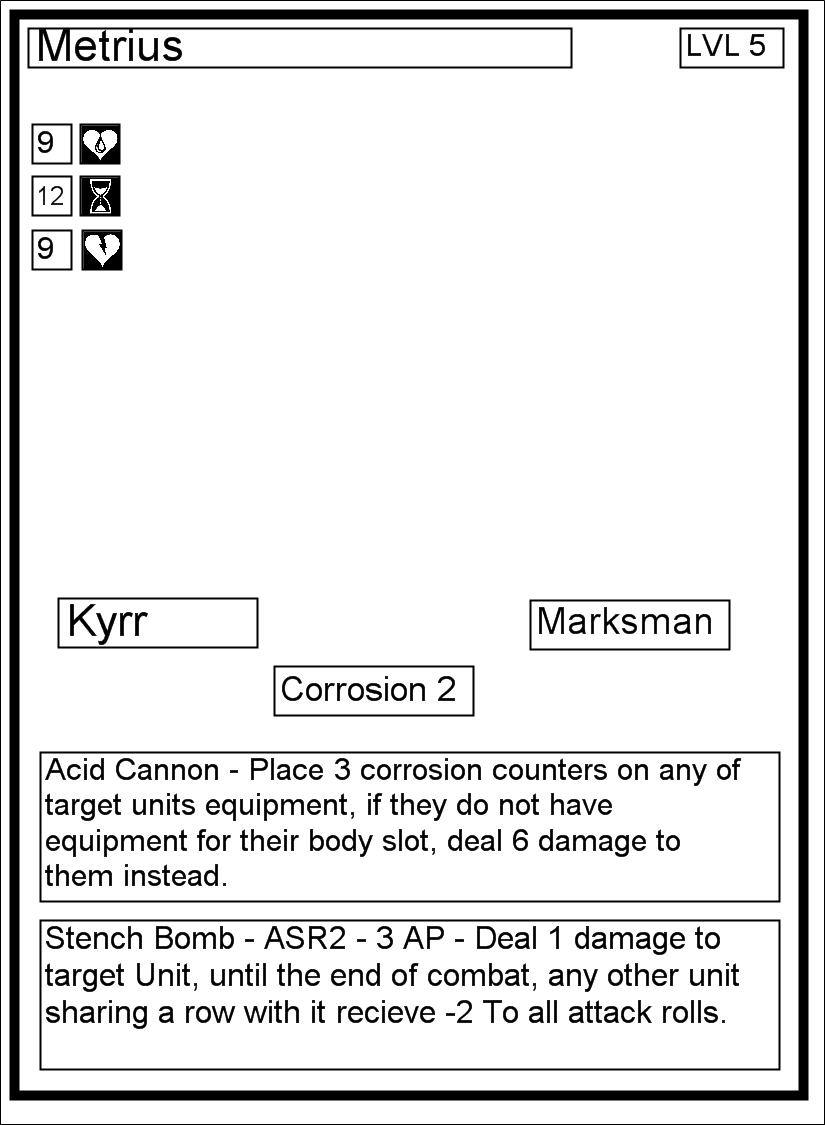 Metrius
LVL 5
9
12
9
Kyrr
Marksman
Corrosion 2
Acid Cannon - Place 3 corrosion counters on any of
target units equipment, if they do not have
equipment for their body slot, deal 6 damage to
them instead.
Stench Bomb - ASR2 - 3 AP - Deal 1 damage to
target Unit, until the end of combat, any other unit
sharing a row with it recieve -2 To all attack rolls.